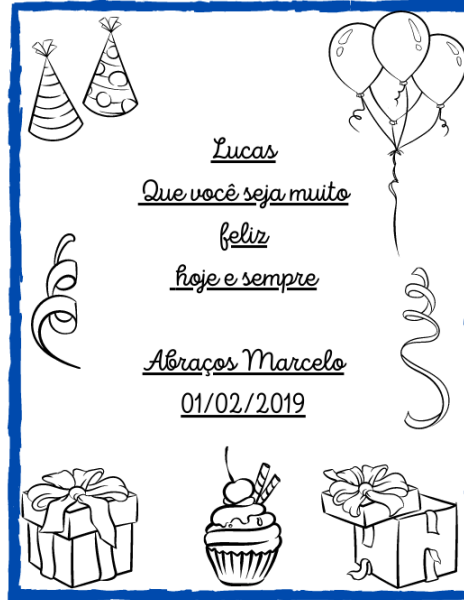 Lucas
Que você seja muito
feliz
hoje e sempre
Abraços Marcelo
01/02/2019